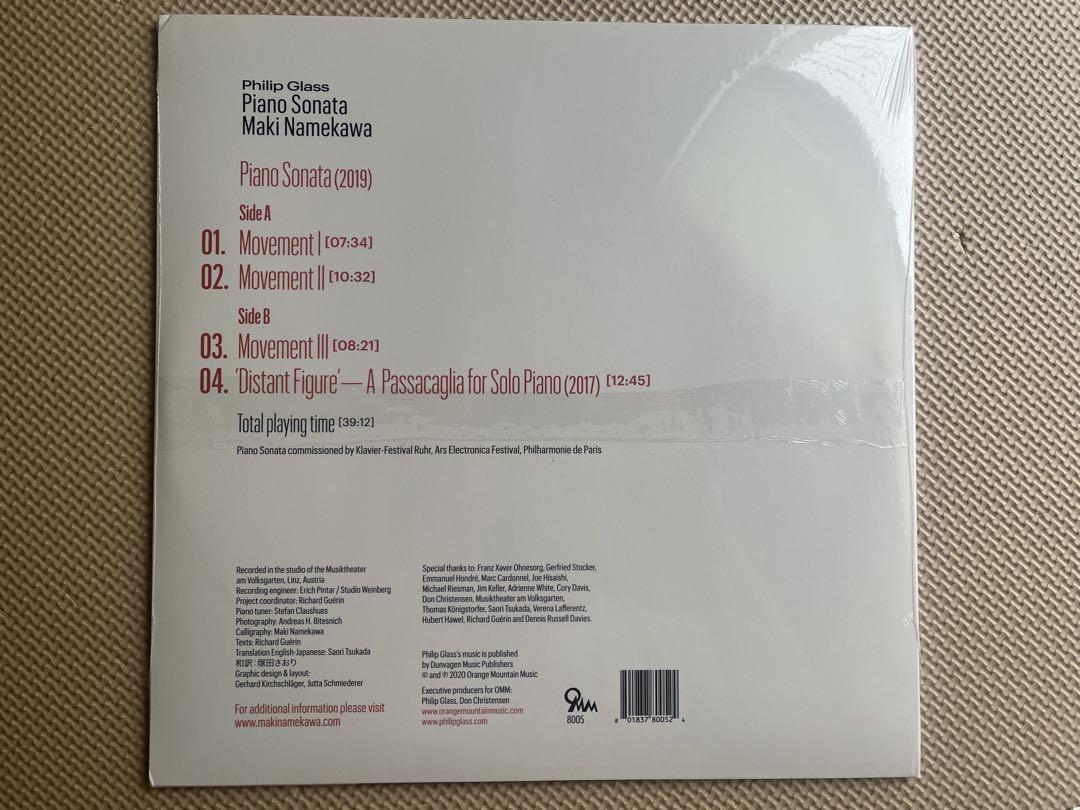 Philip Glass
Piano Sonata
Maki Namekawa
Piano Sonata (2019)
Side A
01. Movement I [07:34]
02. Movement II [10:32]
Side B
03. Movement III [08:21]
04. 'Distant Figure' — A Passacaglia for Solo Piano (2017) [12:45]
Total playing time [39:12]
Piano Sonata commissioned by Klavier-Festival Ruhr, Ars Electronica Festival, Philharmonie de Paris
Recorded in the studio of the Musiktheater
am Volksgarten, Linz, Austria
Recording engineer: Erich Pintar / Studio Weinberg
Project coordinator: Richard Guérin
Piano tuner: Stefan Claushues
Photography: Andreas H. Bitesnich
Calligraphy: Maki Namekawa
Texts: Richard Guérin
Translation English-Japanese: Saori Tsukada
和訳:塚田さおり
Graphic design & layout:
Gerhard Kirchschläger, Jutta Schmiederer
For additional information please visit
www.makinamekawa.com
Special thanks to: Franz Xaver Ohnesorg, Gerfried Stocker,
Emmanuel Hondré, Marc Cardonnel, Joe Hisaishi,
Michael Riesman, Jim Keller, Adrienne White, Cory Davis,
Don Christensen, Musiktheater am Volksgarten,
Thomas Königstorfer, Saori Tsukada, Verena Lafferentz,
Hubert Hawel, Richard Guérin and Dennis Russell Davies.
Philip Glass's music is published
by Dunvagen Music Publishers
© and ℗ 2020 Orange Mountain Music
Executive producers for OMM:
Philip Glass, Don Christensen
www.orangemountainmusic.com
www.philipglass.com
OMM
8005
8 01837 80052 4